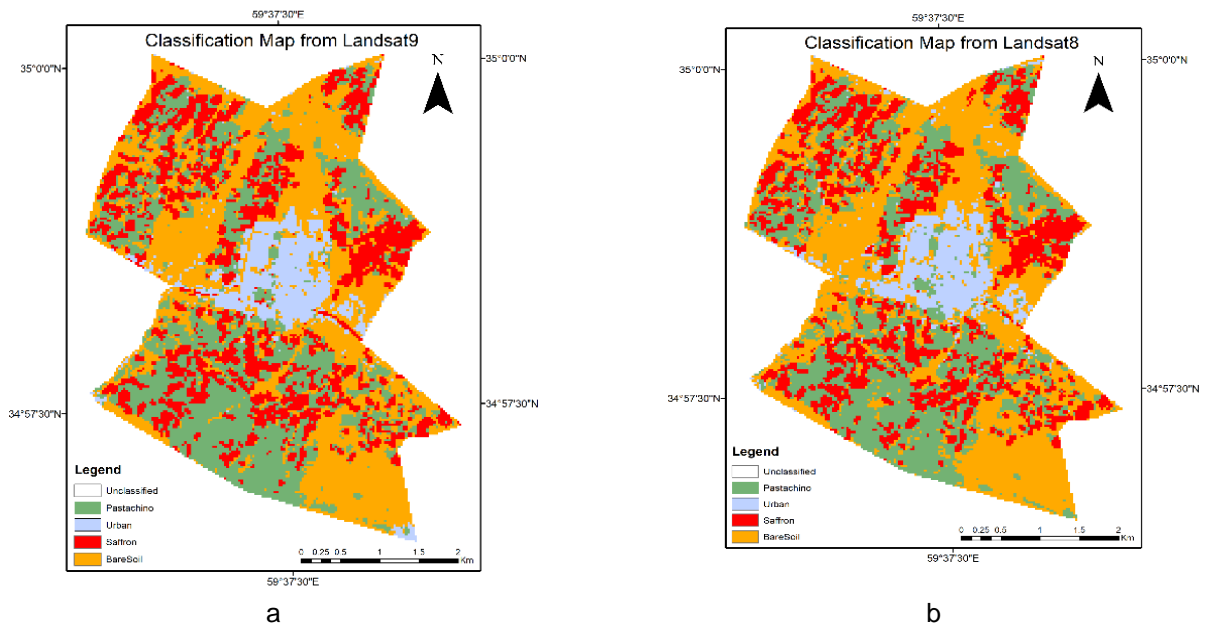 59°37'30"E
Classification Map from Landsat9
N
35°0'0"N
35°0'0"N
34°57'30"N
34°57'30"N
Legend
Unclassified
Pastachino
Urban
Saffron
BareSoil
0 0.25 0.5 1 1.5 2
Km
59°37'30"E
a
59°37'30"E
Classification Map from Landsat8
N
35°0'0"N
35°0'0"N
34°57'30"N
34°57'30"N
Legend
Unclassified
Pastachino
Urban
Saffron
BareSoil
0 0.25 0.5 1 1.5 2
Km
59°37'30"E
b